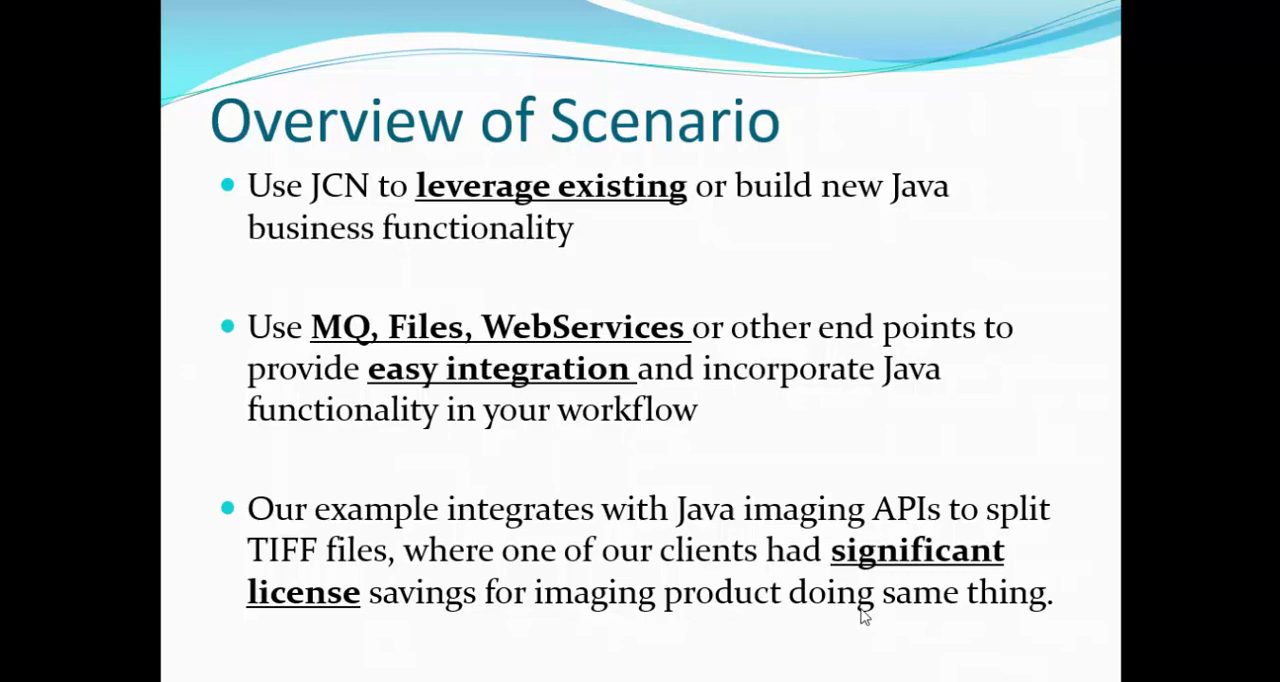 Overview of Scenario
Use JCN to leverage existing or build new Java
business functionality
Use MQ, Files, WebServices or other end points to
provide easy integration and incorporate Java
functionality in your workflow
Our example integrates with Java imaging APIs to split
TIFF files, where one of our clients had significant
license savings for imaging product doing same thing.